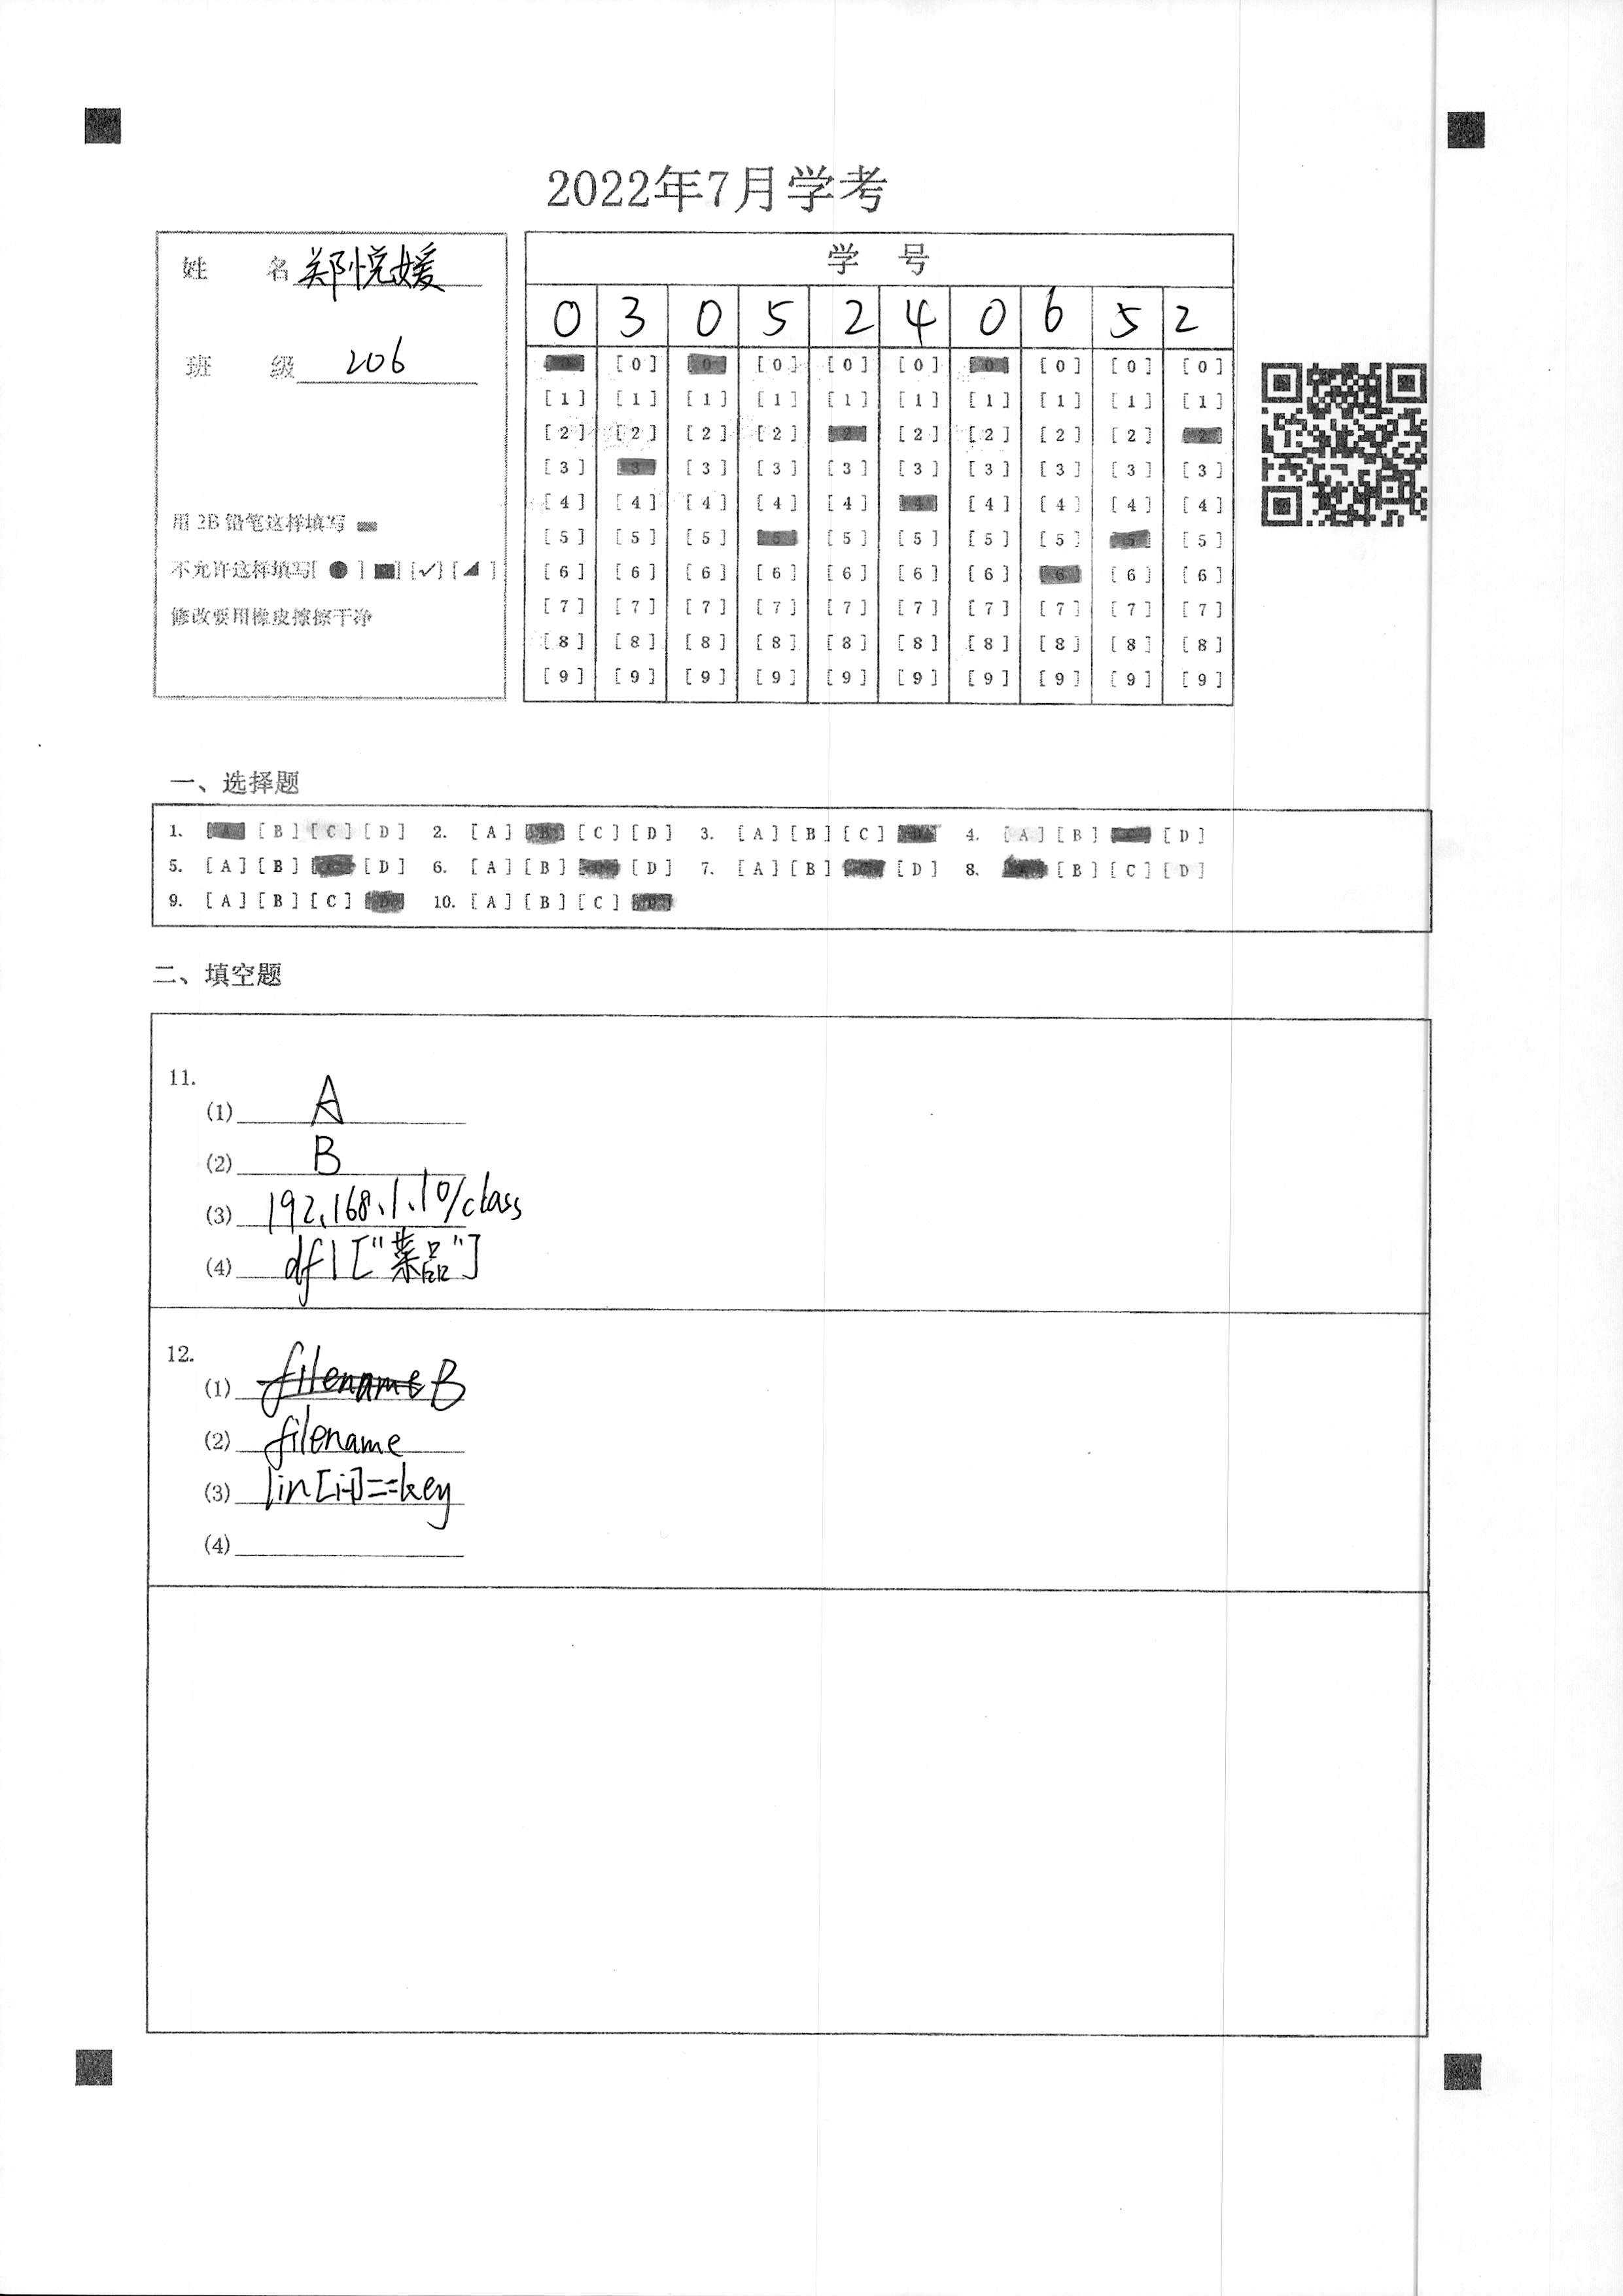 2022年7月学考
姓 名 郑悦媛
班 级 206
用 2B 铅笔这样填写
不允许这样填写[ ● ] ■] [✓] [ ◢ ]
修改要用橡皮擦擦干净
学 号
0 3 0 5 2 4 0 6 5 2
[0] [0] [0] [0] [0] [0] [0] [0] [0] [0]
[1] [1] [1] [1] [1] [1] [1] [1] [1] [1]
[2] [2] [2] [2] [2] [2] [2] [2] [2] [2]
[3] [3] [3] [3] [3] [3] [3] [3] [3] [3]
[4] [4] [4] [4] [4] [4] [4] [4] [4] [4]
[5] [5] [5] [5] [5] [5] [5] [5] [5] [5]
[6] [6] [6] [6] [6] [6] [6] [6] [6] [6]
[7] [7] [7] [7] [7] [7] [7] [7] [7] [7]
[8] [8] [8] [8] [8] [8] [8] [8] [8] [8]
[9] [9] [9] [9] [9] [9] [9] [9] [9] [9]
一、选择题
1. [A] [B] [C] [D] 2. [A] [B] [C] [D] 3. [A] [B] [C] [D] 4. [A] [B] [C] [D]
5. [A] [B] [C] [D] 6. [A] [B] [C] [D] 7. [A] [B] [C] [D] 8. [A] [B] [C] [D]
9. [A] [B] [C] [D] 10. [A] [B] [C] [D]
二、填空题
11.
(1) A
(2) B
(3) 192.168.1.10/class
(4) df1["菜品"]
12.
(1) filename B
(2) filename
(3) lin[i-1]==key
(4)